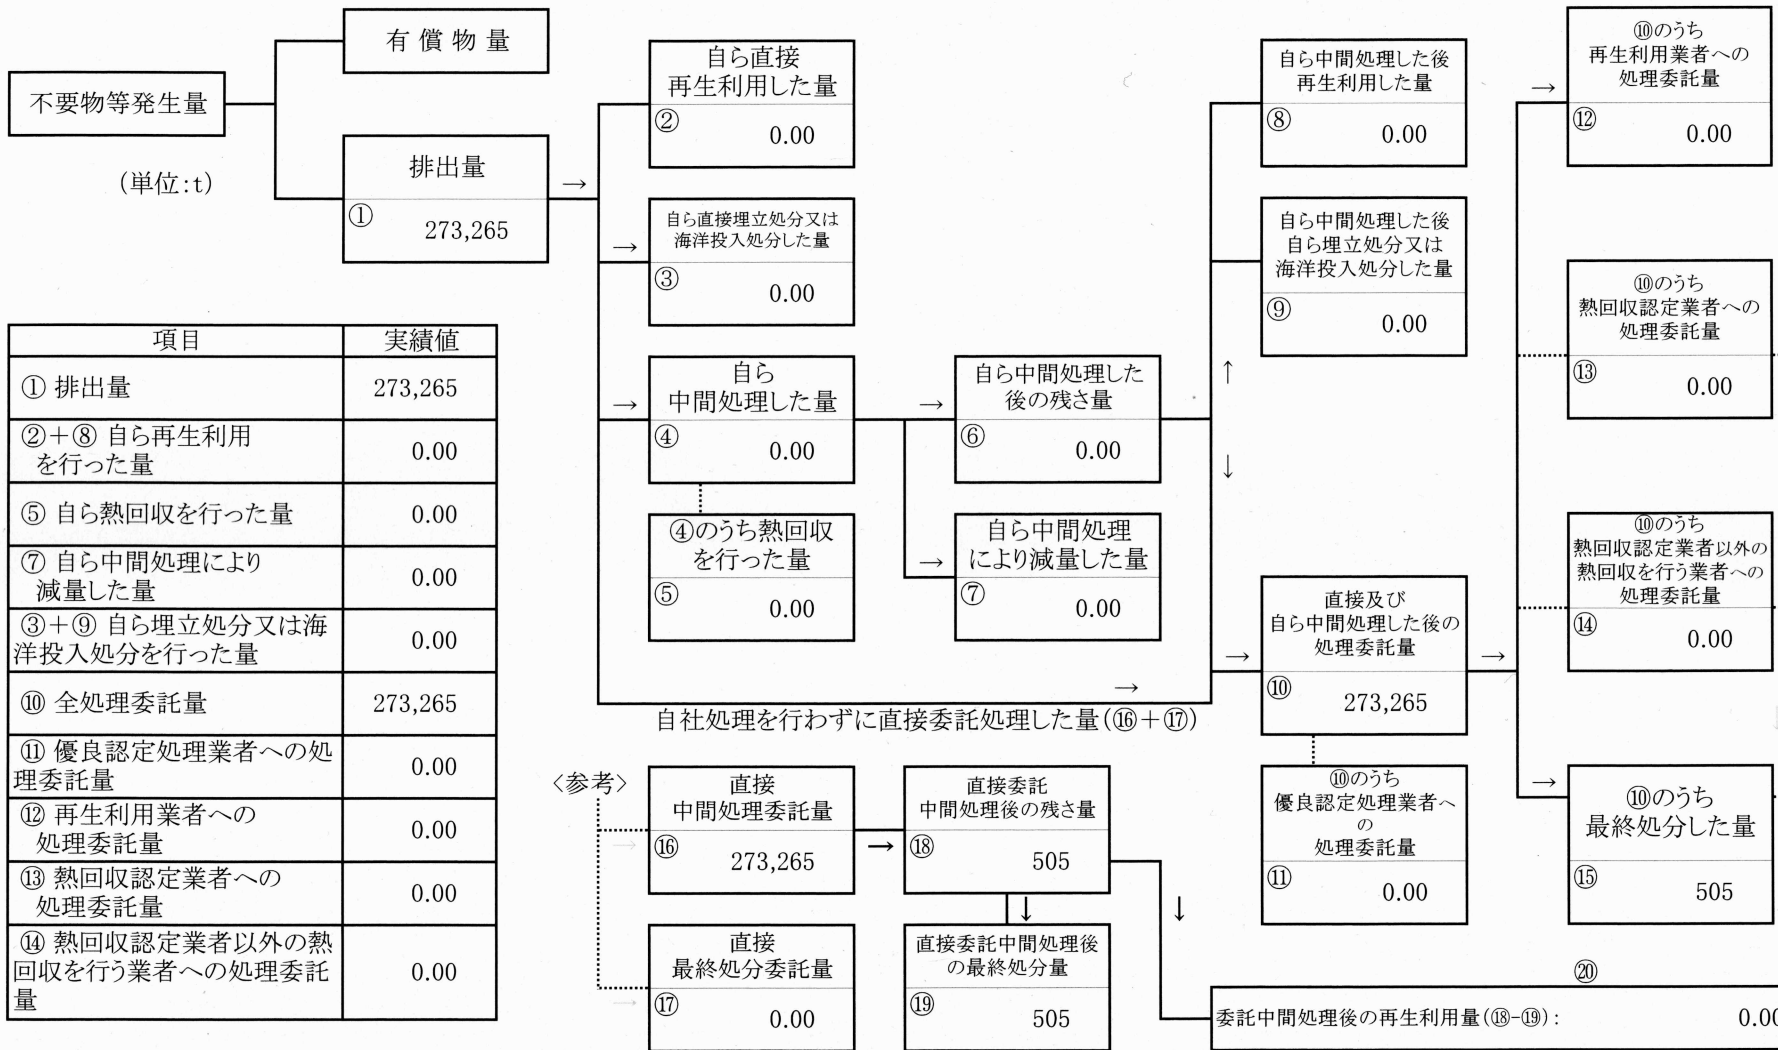 不要物等発生量
(単位:t)
有償物量
排出量
① 273,265
→
自ら直接
再生利用した量
② 0.00
→
自ら直接埋立処分又は
海洋投入処分した量
③ 0.00
→
自ら
中間処理した量
④ 0.00
④のうち熱回収
を行った量
⑤ 0.00
→
自ら中間処理した
後の残さ量
⑥ 0.00
→
自ら中間処理
により減量した量
⑦ 0.00
自ら中間処理した後
再生利用した量
⑧ 0.00
自ら中間処理した後
自ら埋立処分又は
海洋投入処分した量
⑨ 0.00
↑
↓
→
直接及び
自ら中間処理した後の
処理委託量
⑩ 273,265
→
⑩のうち
優良認定処理業者へ
の
処理委託量
⑪ 0.00
→
⑩のうち
再生利用業者への
処理委託量
⑫ 0.00
⑩のうち
熱回収認定業者への
処理委託量
⑬ 0.00
⑩のうち
熱回収認定業者以外の
熱回収を行う業者への
処理委託量
⑭ 0.00
→
⑩のうち
最終処分した量
⑮ 505
→
自社処理を行わずに直接委託処理した量(⑯+⑰)
〈参考〉
→
直接
中間処理委託量
⑯ 273,265
→
直接
最終処分委託量
⑰ 0.00
→
直接委託
中間処理後の残さ量
⑱ 505
↓
直接委託中間処理後
の最終処分量
⑲ 505
↓
⑳
委託中間処理後の再生利用量(⑱-⑲): 0.00
項目 実績値
① 排出量 273,265
②+⑧ 自ら再生利用
を行った量 0.00
⑤ 自ら熱回収を行った量 0.00
⑦ 自ら中間処理により
減量した量 0.00
③+⑨ 自ら埋立処分又は海
洋投入処分を行った量 0.00
⑩ 全処理委託量 273,265
⑪ 優良認定処理業者への処
理委託量 0.00
⑫ 再生利用業者への
処理委託量 0.00
⑬ 熱回収認定業者への
処理委託量 0.00
⑭ 熱回収認定業者以外の熱
回収を行う業者への処理委託
量 0.00